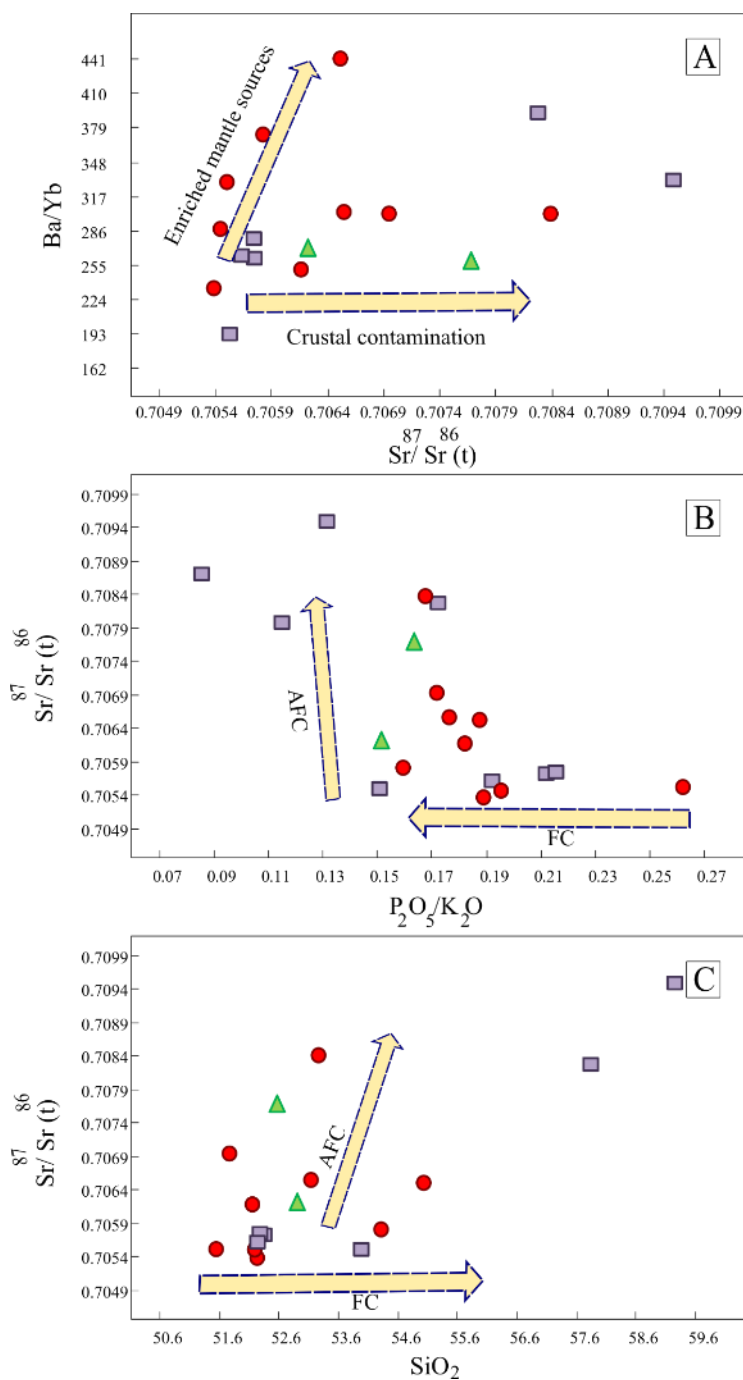 A
441
410
379
348
317
286
255
224
193
162
Ba/Yb
Enriched mantle sources
Crustal contamination
0.7049 0.7054 0.7059 0.7064 0.7069 0.7074 0.7079 0.7084 0.7089 0.7094 0.7099
87 86
Sr/ Sr (t)
B
0.7099
0.7094
0.7089
0.7084
0.7079
0.7074
0.7069
0.7064
0.7059
0.7054
0.7049
87 86
Sr/ Sr (t)
AFC
FC
0.07 0.09 0.11 0.13 0.15 0.17 0.19 0.21 0.23 0.25 0.27
P₂O₅/K₂O
C
0.7099
0.7094
0.7089
0.7084
0.7079
0.7074
0.7069
0.7064
0.7059
0.7054
0.7049
87 86
Sr/ Sr (t)
AFC
FC
50.6 51.6 52.6 53.6 54.6 55.6 56.6 57.8 58.6 59.6
SiO₂